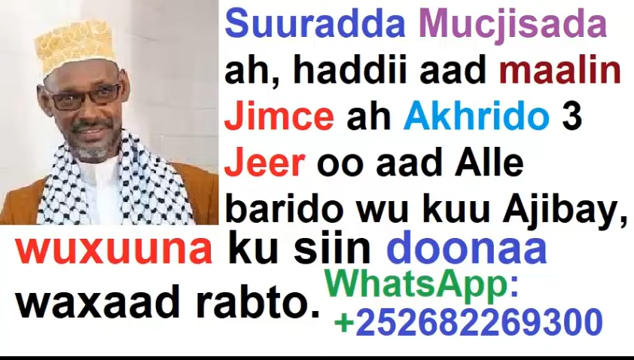 Suuradda Mucjisada
ah, haddii aad maalin
Jimce ah Akhrido 3
Jeer oo aad Alle
barido wu kuu Ajibay,
wuxuuna ku siin doonaa
waxaad rabto.
WhatsApp:
+252682269300